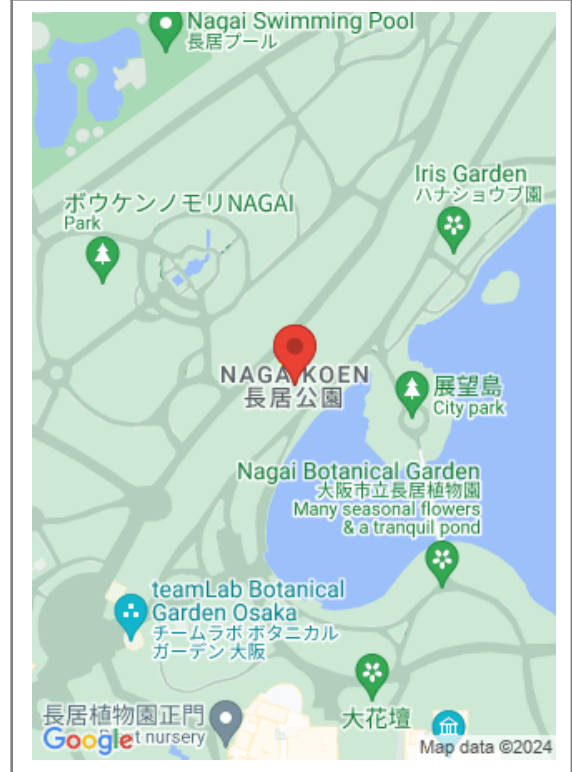 Nagai Swimming Pool
長居プール
Iris Garden
ハナショウブ園
ボウケンノモリNAGAI
Park
NAGAIKOEN
長居公園
展望島
City park
Nagai Botanical Garden
大阪市立長居植物園
Many seasonal flowers
& a tranquil pond
teamLab Botanical
Garden Osaka
チームラボ ボタニカル
ガーデン 大阪
大花壇
長居植物園正門
Google
nursery
Map data ©2024